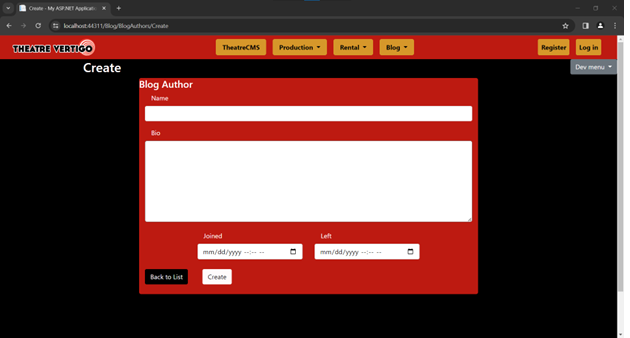 Create - My ASP.NET Applicatio
localhost:44311/Blog/BlogAuthors/Create
THEATRE VERTIGO TheatreCMS Production Rental Blog Register Log in
Create Dev menu
Blog Author
Name
Bio
Joined Left
mm/dd/yyyy --:-- -- mm/dd/yyyy --:-- --
Back to List Create